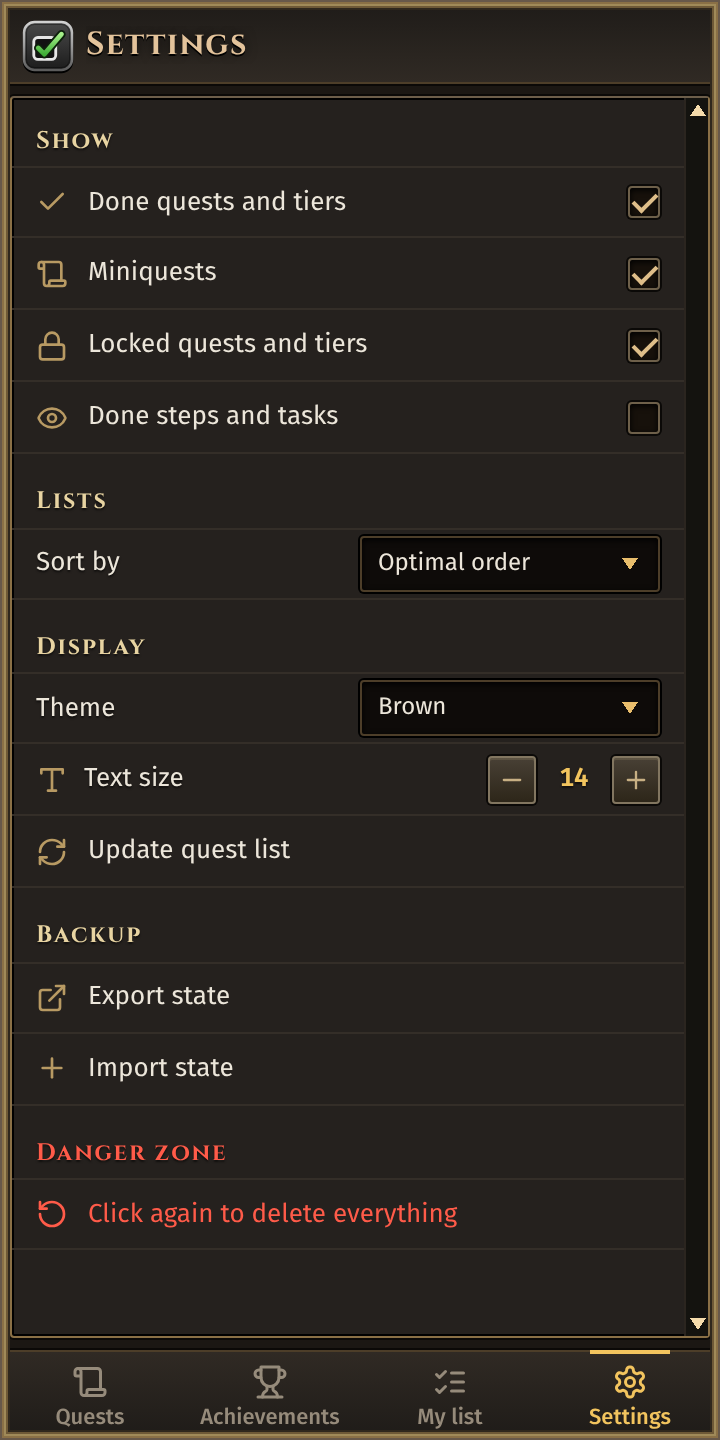 Settings
Show
Done quests and tiers
Miniquests
Locked quests and tiers
Done steps and tasks
Lists
Sort by
Optimal order
Display
Theme
Brown
Text size
14
Update quest list
Backup
Export state
Import state
Danger zone
Click again to delete everything
Quests
Achievements
My list
Settings